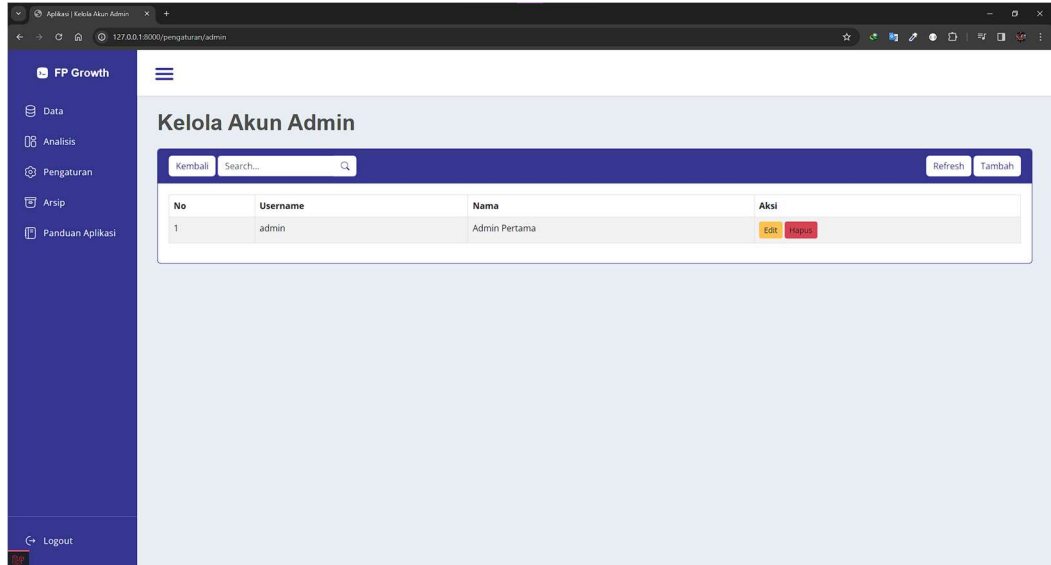 Aplikasi | Kelola Akun Admin
127.0.0.1:8000/pengaturan/admin
FP Growth
Data
Analisis
Pengaturan
Arsip
Panduan Aplikasi
Logout
Kelola Akun Admin
Kembali Search... Refresh Tambah
No Username Nama Aksi
1 admin Admin Pertama Edit Hapus